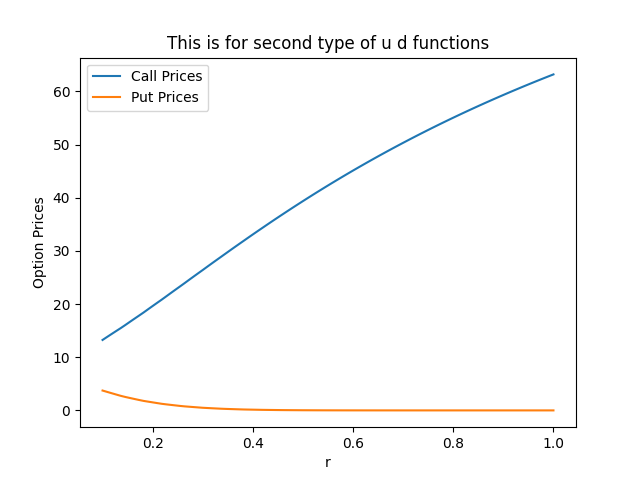 This is for second type of u d functions
Call Prices
Put Prices
Option Prices
60
50
40
30
20
10
0
0.2
0.4
0.6
0.8
1.0
r